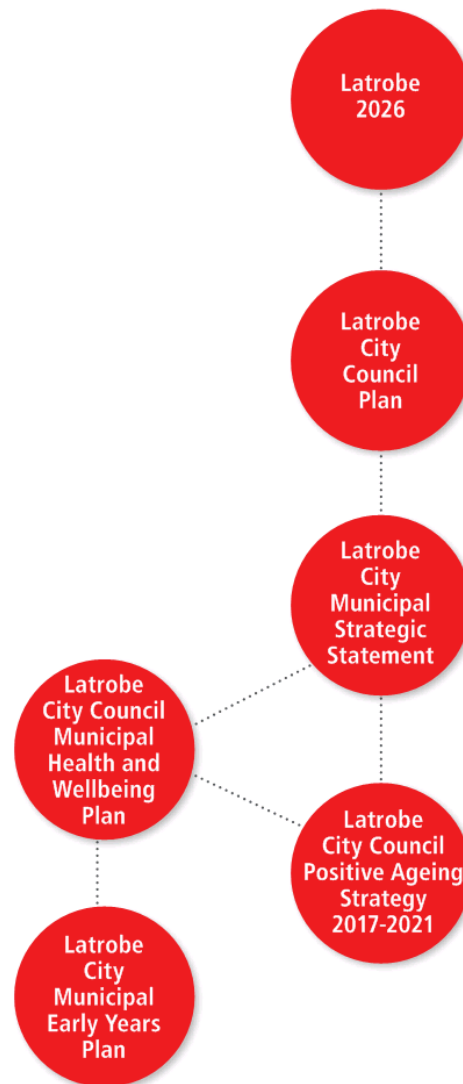 Latrobe
2026
Latrobe
City
Council
Plan
Latrobe
City
Municipal
Strategic
Statement
Latrobe
City Council
Municipal
Health and
Wellbeing
Plan
Latrobe
City Council
Positive Ageing
Strategy
2017-2021
Latrobe
City
Municipal
Early Years
Plan